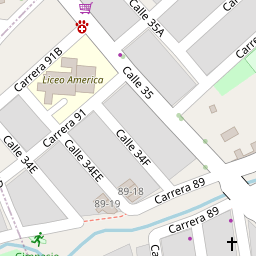 Calle 35A
Carrera 91B
Liceo America
Calle 35
Carrera 91
Calle 34E
Calle 34F
Calle 34EE
89-18
89-19
Carrera 89
Carrera 89
Gimnasio